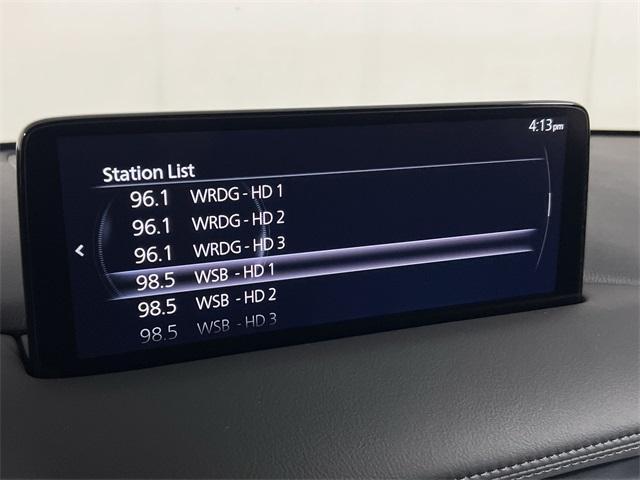 4:13pm
Station List
96.1 WRDG - HD 1
96.1 WRDG - HD 2
96.1 WRDG - HD 3
98.5 WSB - HD 1
98.5 WSB - HD 2
98.5 WSB - HD 3